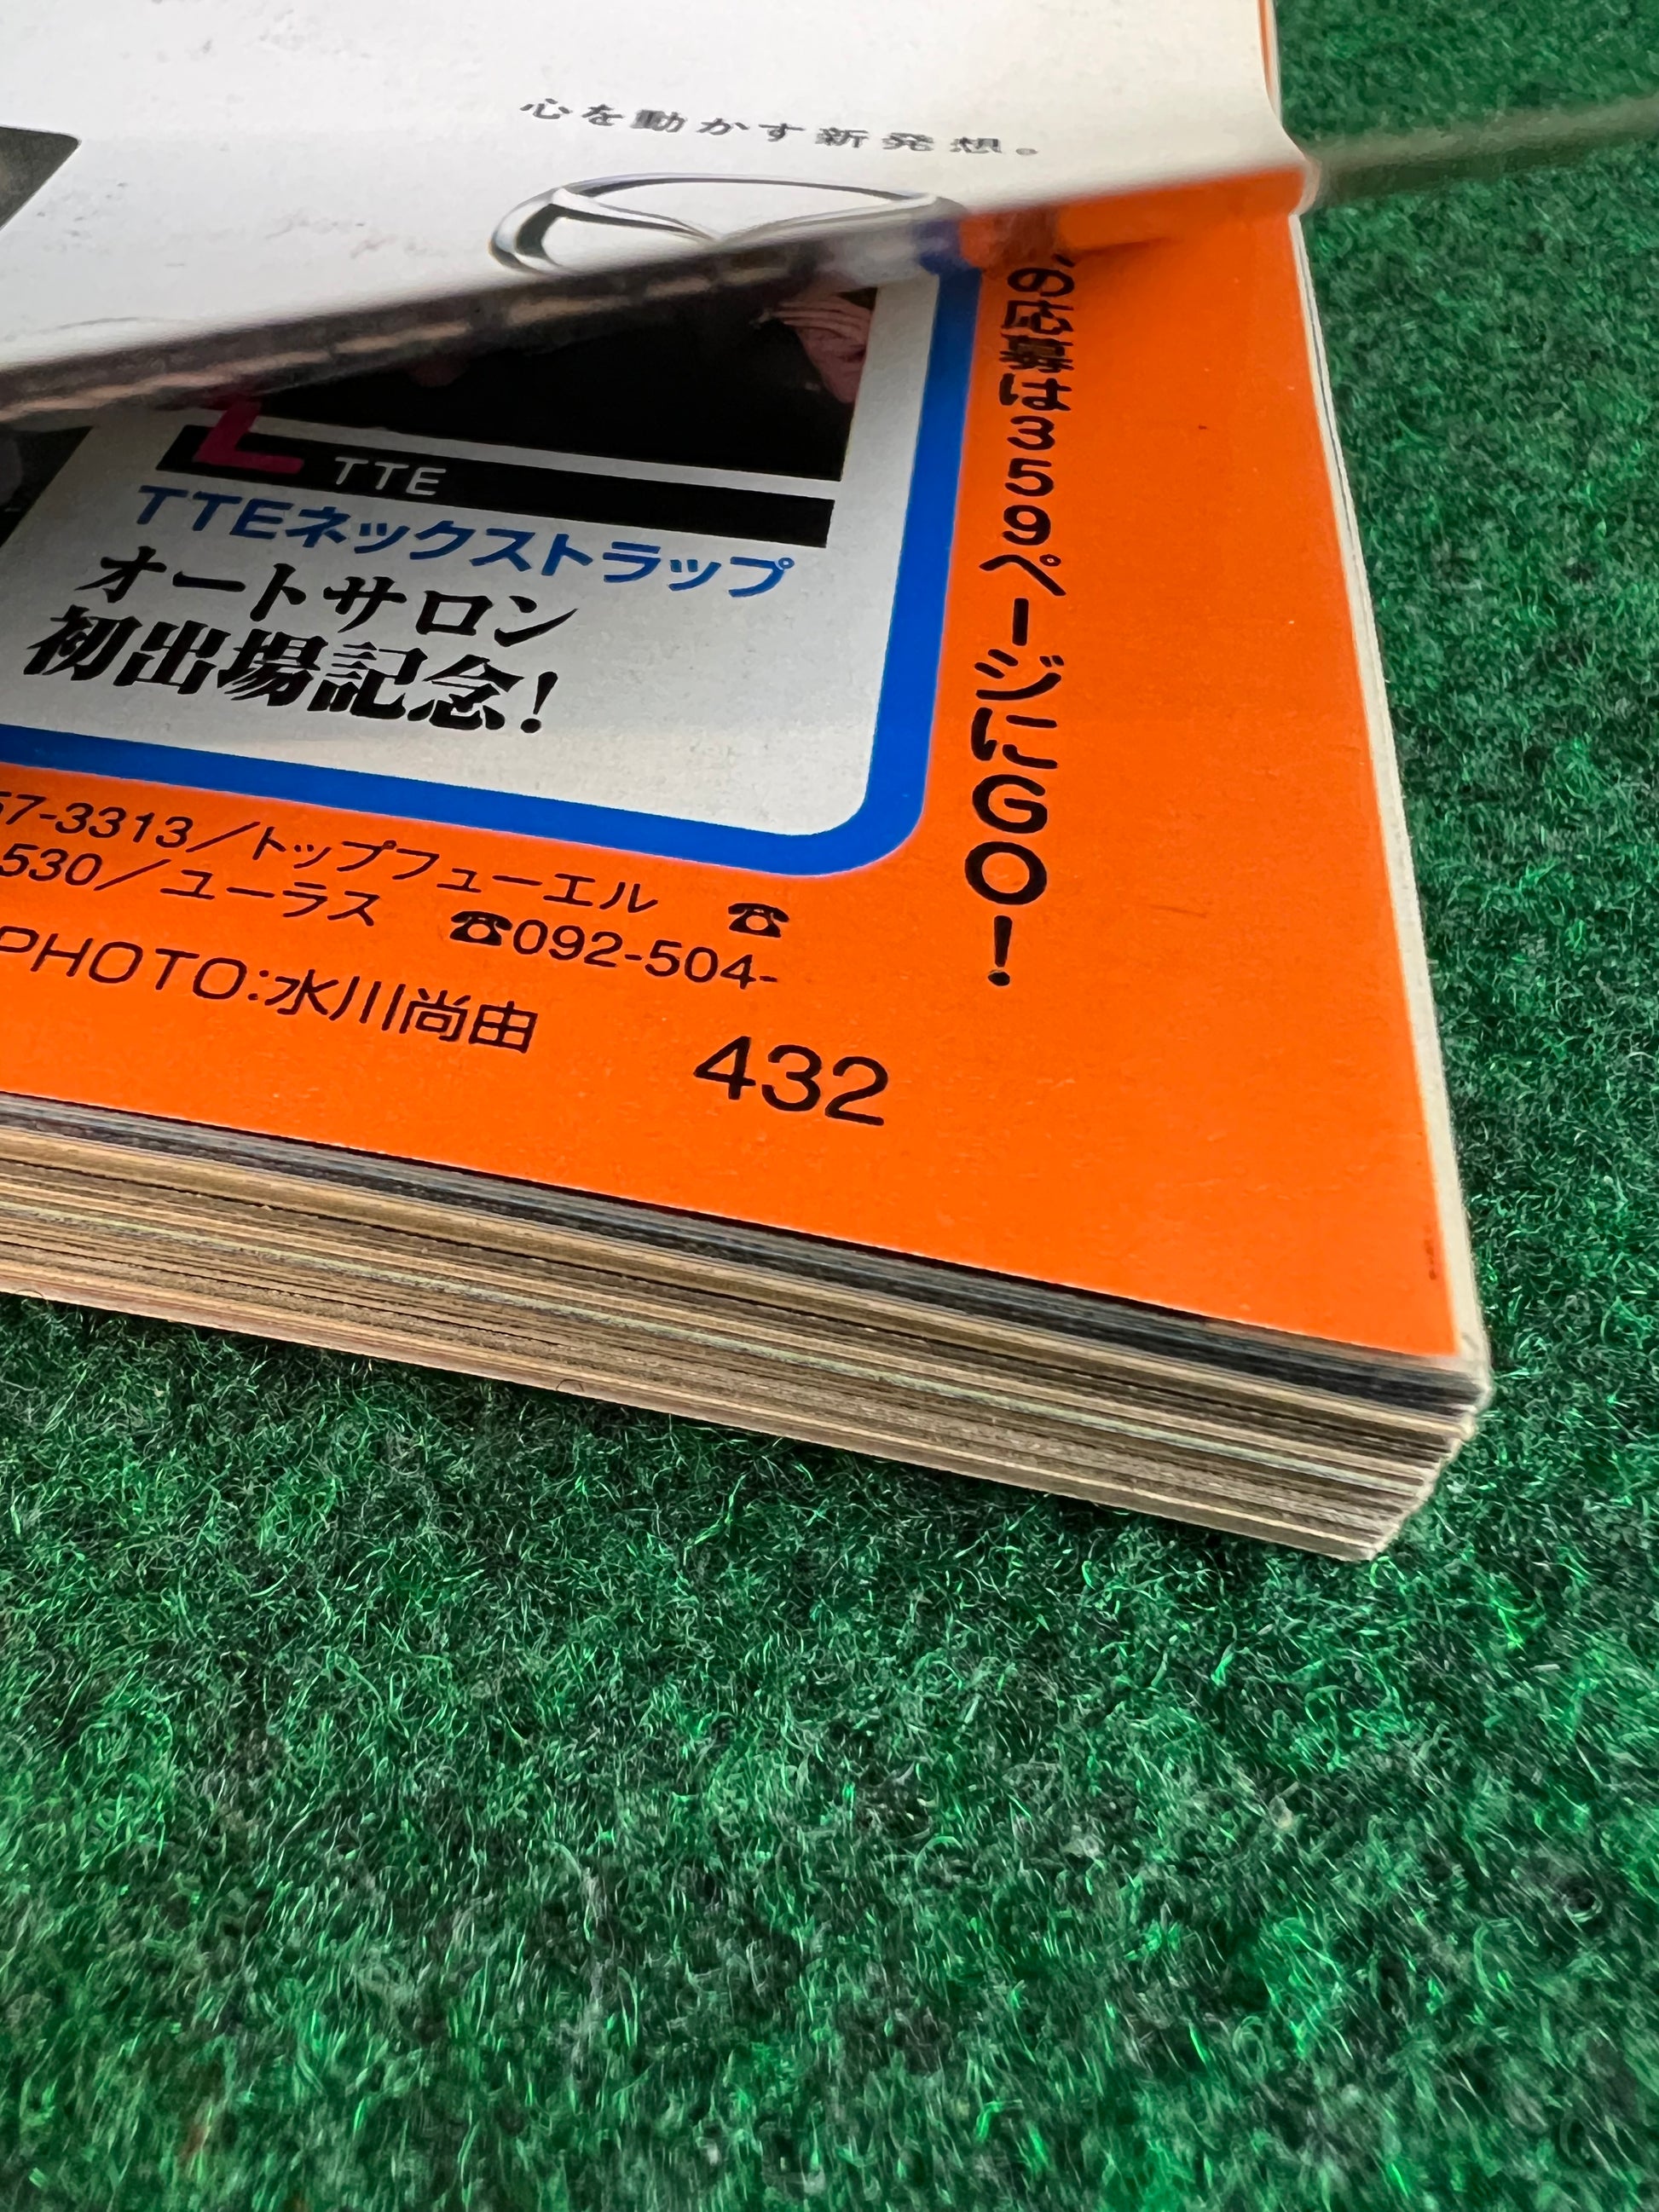 心を動かす新発想。
の応募は359ページにGO!
TTE
TTEネックストラップ
オートサロン
初出場記念!
57-3313／トップフューエル ☎
530／ユーラス ☎092-504-
PHOTO:水川尚由
432